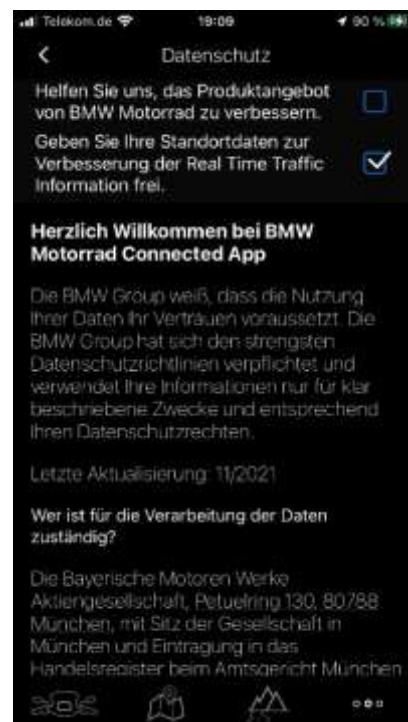 Telekom.de 19:09 90 %
Datenschutz
Helfen Sie uns, das Produktangebot
von BMW Motorrad zu verbessern.
Geben Sie Ihre Standortdaten zur
Verbesserung der Real Time Traffic
Information frei.
Herzlich Willkommen bei BMW
Motorrad Connected App
Die BMW Group weiß, dass die Nutzung
Ihrer Daten Ihr Vertrauen voraussetzt. Die
BMW Group hat sich den strengsten
Datenschutzrichtlinien verpflichtet und
verwendet Ihre Informationen nur für klar
beschriebene Zwecke und entsprechend
Ihren Datenschutzrechten.
Letzte Aktualisierung: 11/2021
Wer ist für die Verarbeitung der Daten
zuständig?
Die Bayerische Motoren Werke
Aktiengesellschaft, Petuelring 130, 80788
München, mit Sitz der Gesellschaft in
München und Eintragung in das
Handelsregister beim Amtsgericht München